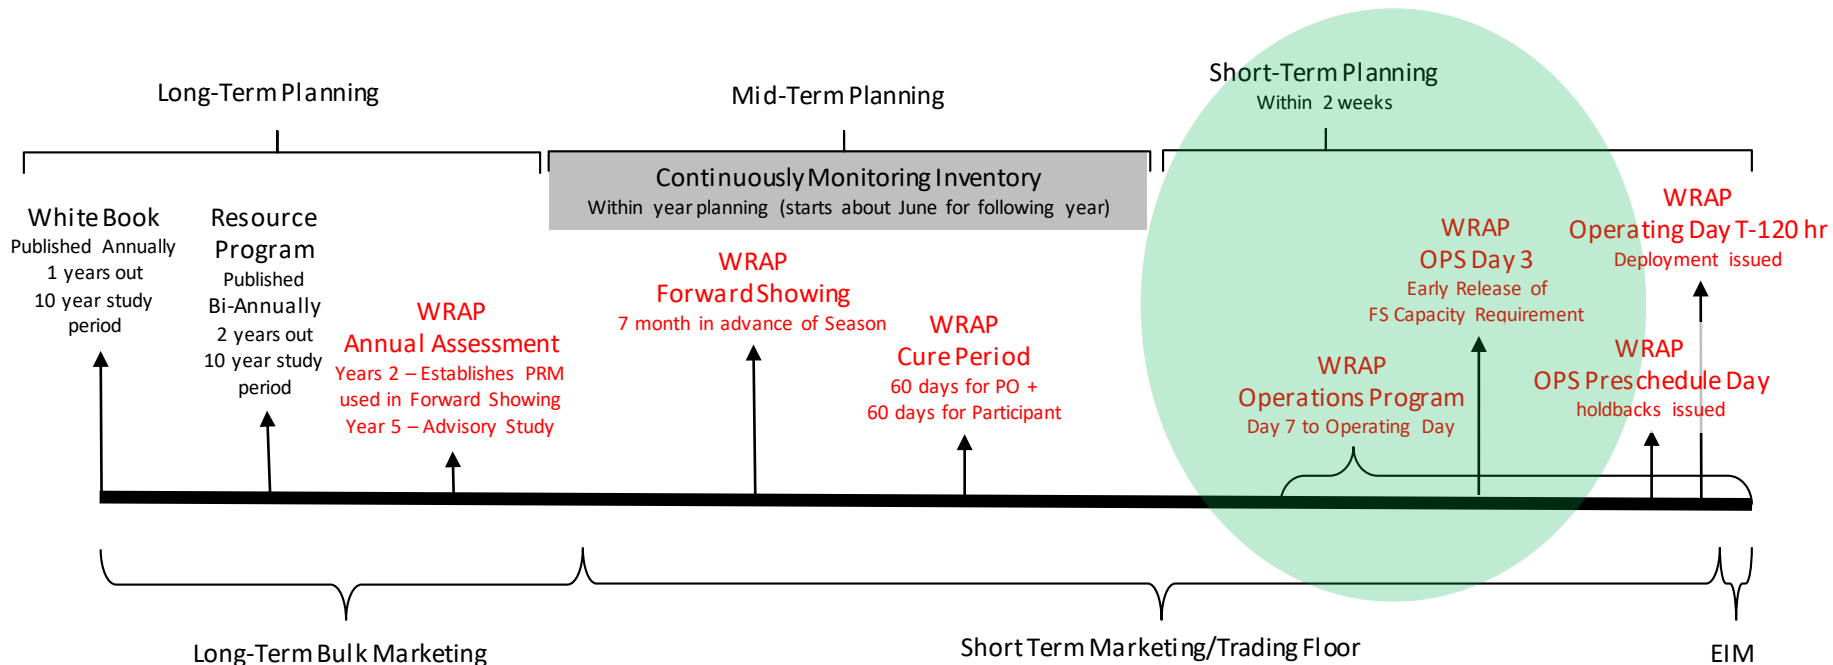 Long-Term Planning
Mid-Term Planning
Short-Term Planning
Within 2 weeks
Continuously Monitoring Inventory
Within year planning (starts about June for following year)
White Book
Published Annually
1 years out
10 year study
period
Resource
Program
Published
Bi-Annually
2 years out
10 year study
period
WRAP
Annual Assessment
Years 2 – Establishes PRM
used in Forward Showing
Year 5 – Advisory Study
WRAP
Forward Showing
7 month in advance of Season
WRAP
Cure Period
60 days for PO +
60 days for Participant
WRAP
Operations Program
Day 7 to Operating Day
WRAP
OPS Day 3
Early Release of
FS Capacity Requirement
WRAP
OPS Preschedule Day
holdbacks issued
WRAP
Operating Day T-120 hr
Deployment issued
Long-Term Bulk Marketing
Short Term Marketing/Trading Floor
EIM